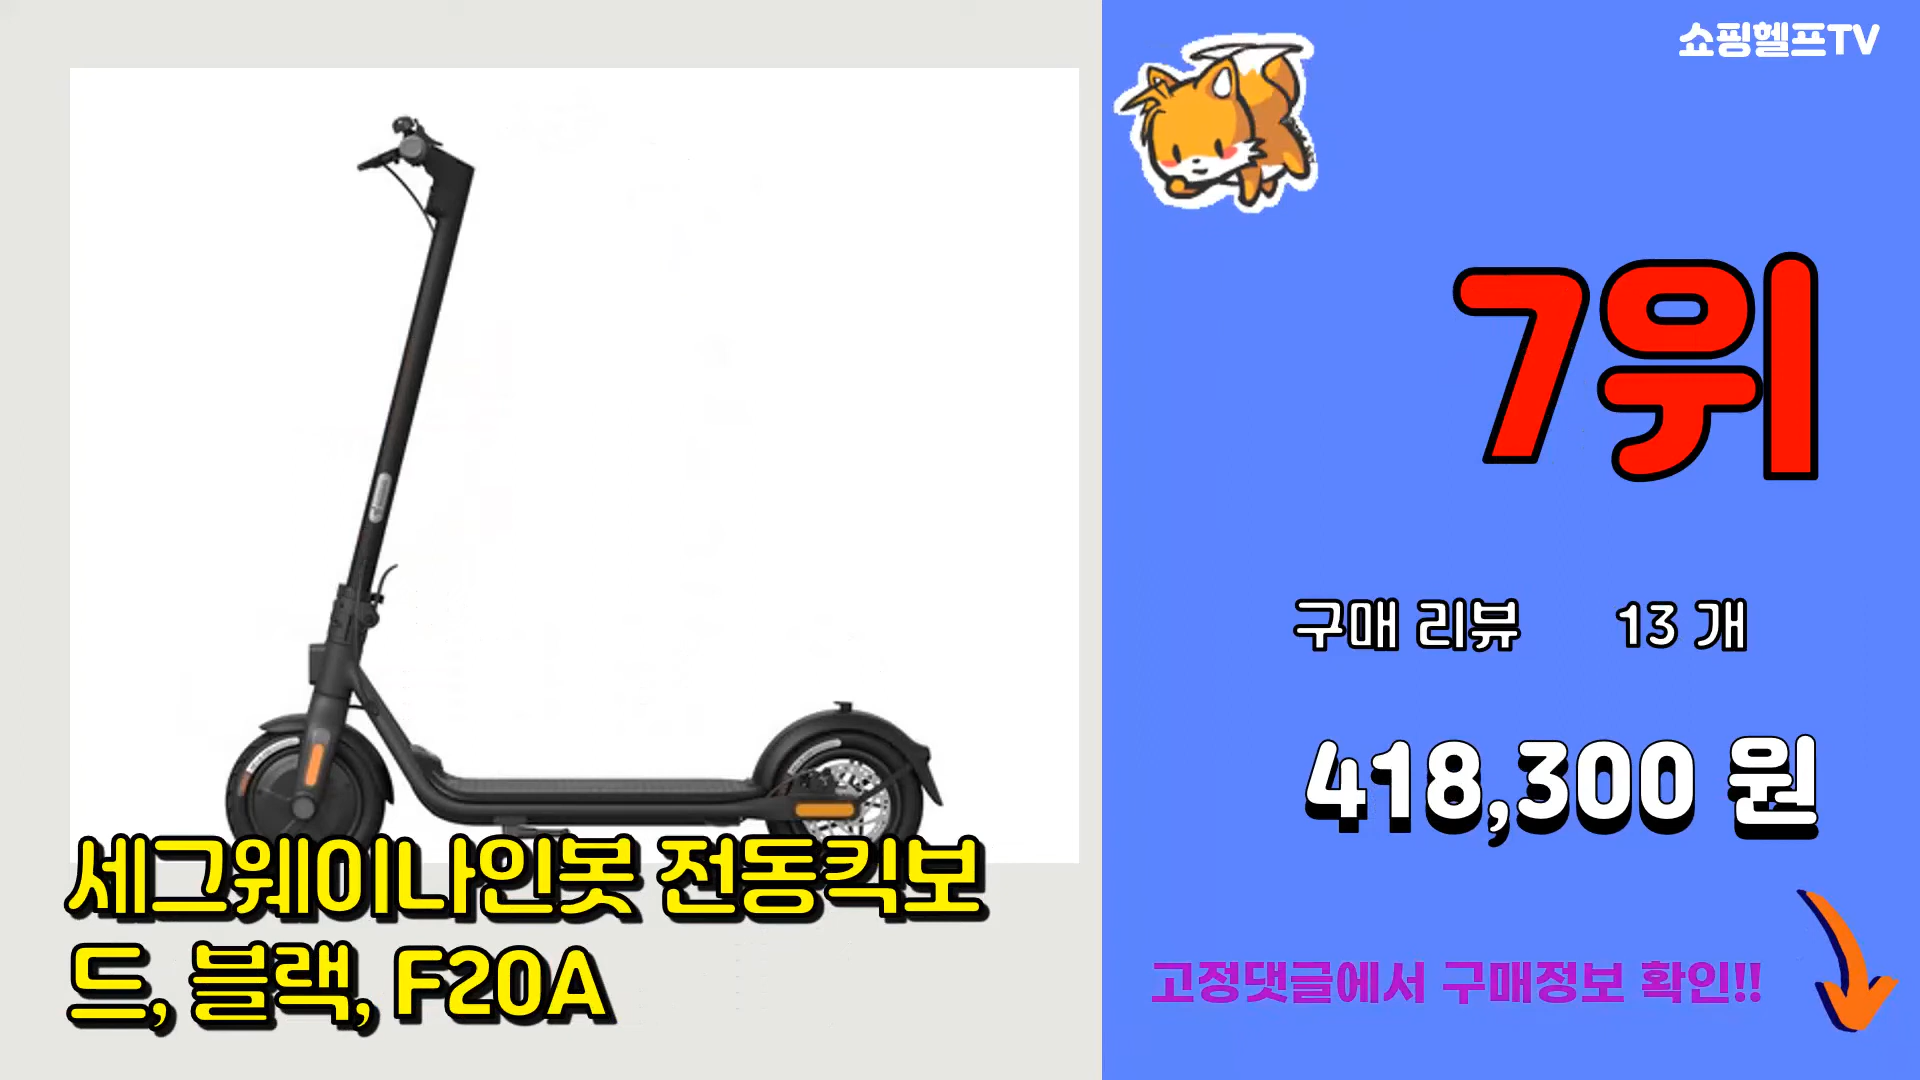 쇼핑헬프TV
7위
구매 리뷰 13 개
418,300 원
세그웨이나인봇 전동킥보
드, 블랙, F20A
고정댓글에서 구매정보 확인!!